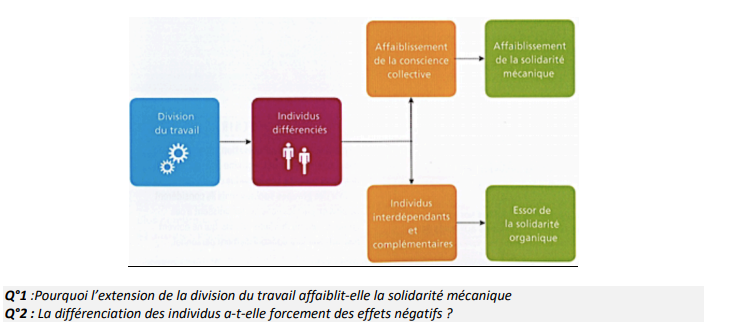 Affaiblissement
de la conscience
collective
Affaiblissement
de la solidarité
mécanique
Division
du travail
Individus
différenciés
Individus
interdépendants
et
complémentaires
Essor de
la solidarité
organique
Q°1 :Pourquoi l'extension de la division du travail affaiblit-elle la solidarité mécanique
Q°2 : La différenciation des individus a-t-elle forcement des effets négatifs ?